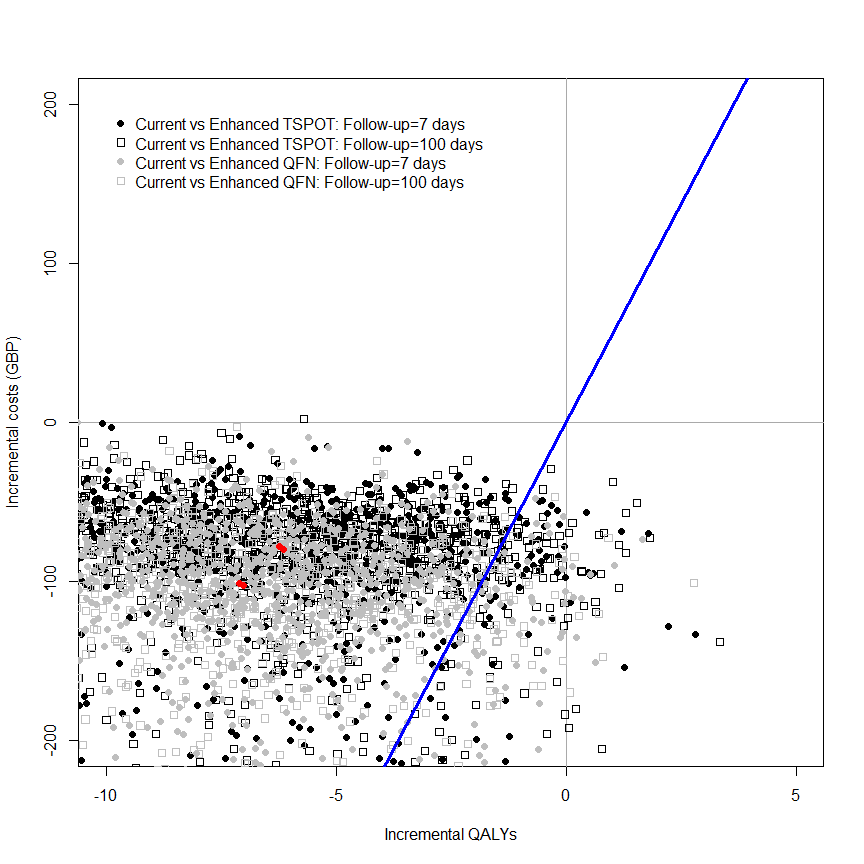 Current vs Enhanced TSPOT: Follow-up=7 days
Current vs Enhanced TSPOT: Follow-up=100 days
Current vs Enhanced QFN: Follow-up=7 days
Current vs Enhanced QFN: Follow-up=100 days
Incremental costs (GBP)
200
100
0
-100
-200
-10
-5
0
5
Incremental QALYs